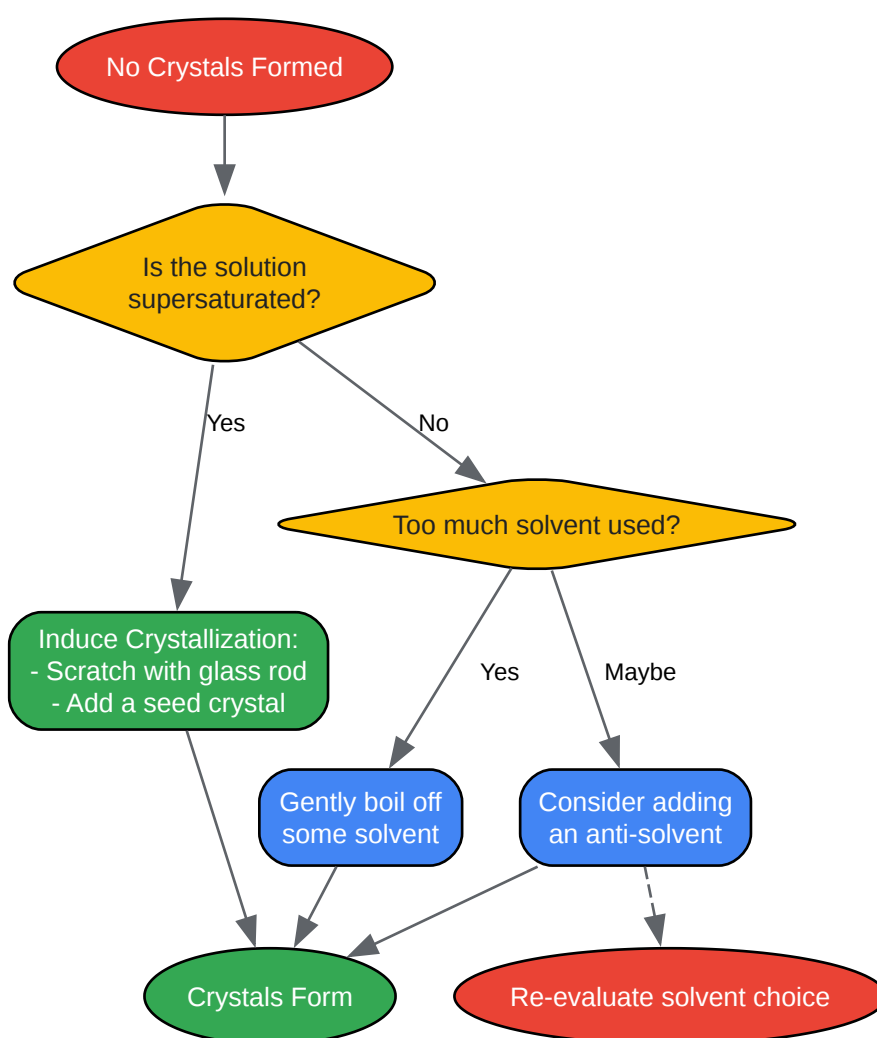 No Crystals Formed
Is the solution
supersaturated?
Yes
No
Too much solvent used?
Induce Crystallization:
- Scratch with glass rod
- Add a seed crystal
Yes
Maybe
Gently boil off
some solvent
Consider adding
an anti-solvent
Crystals Form
Re-evaluate solvent choice